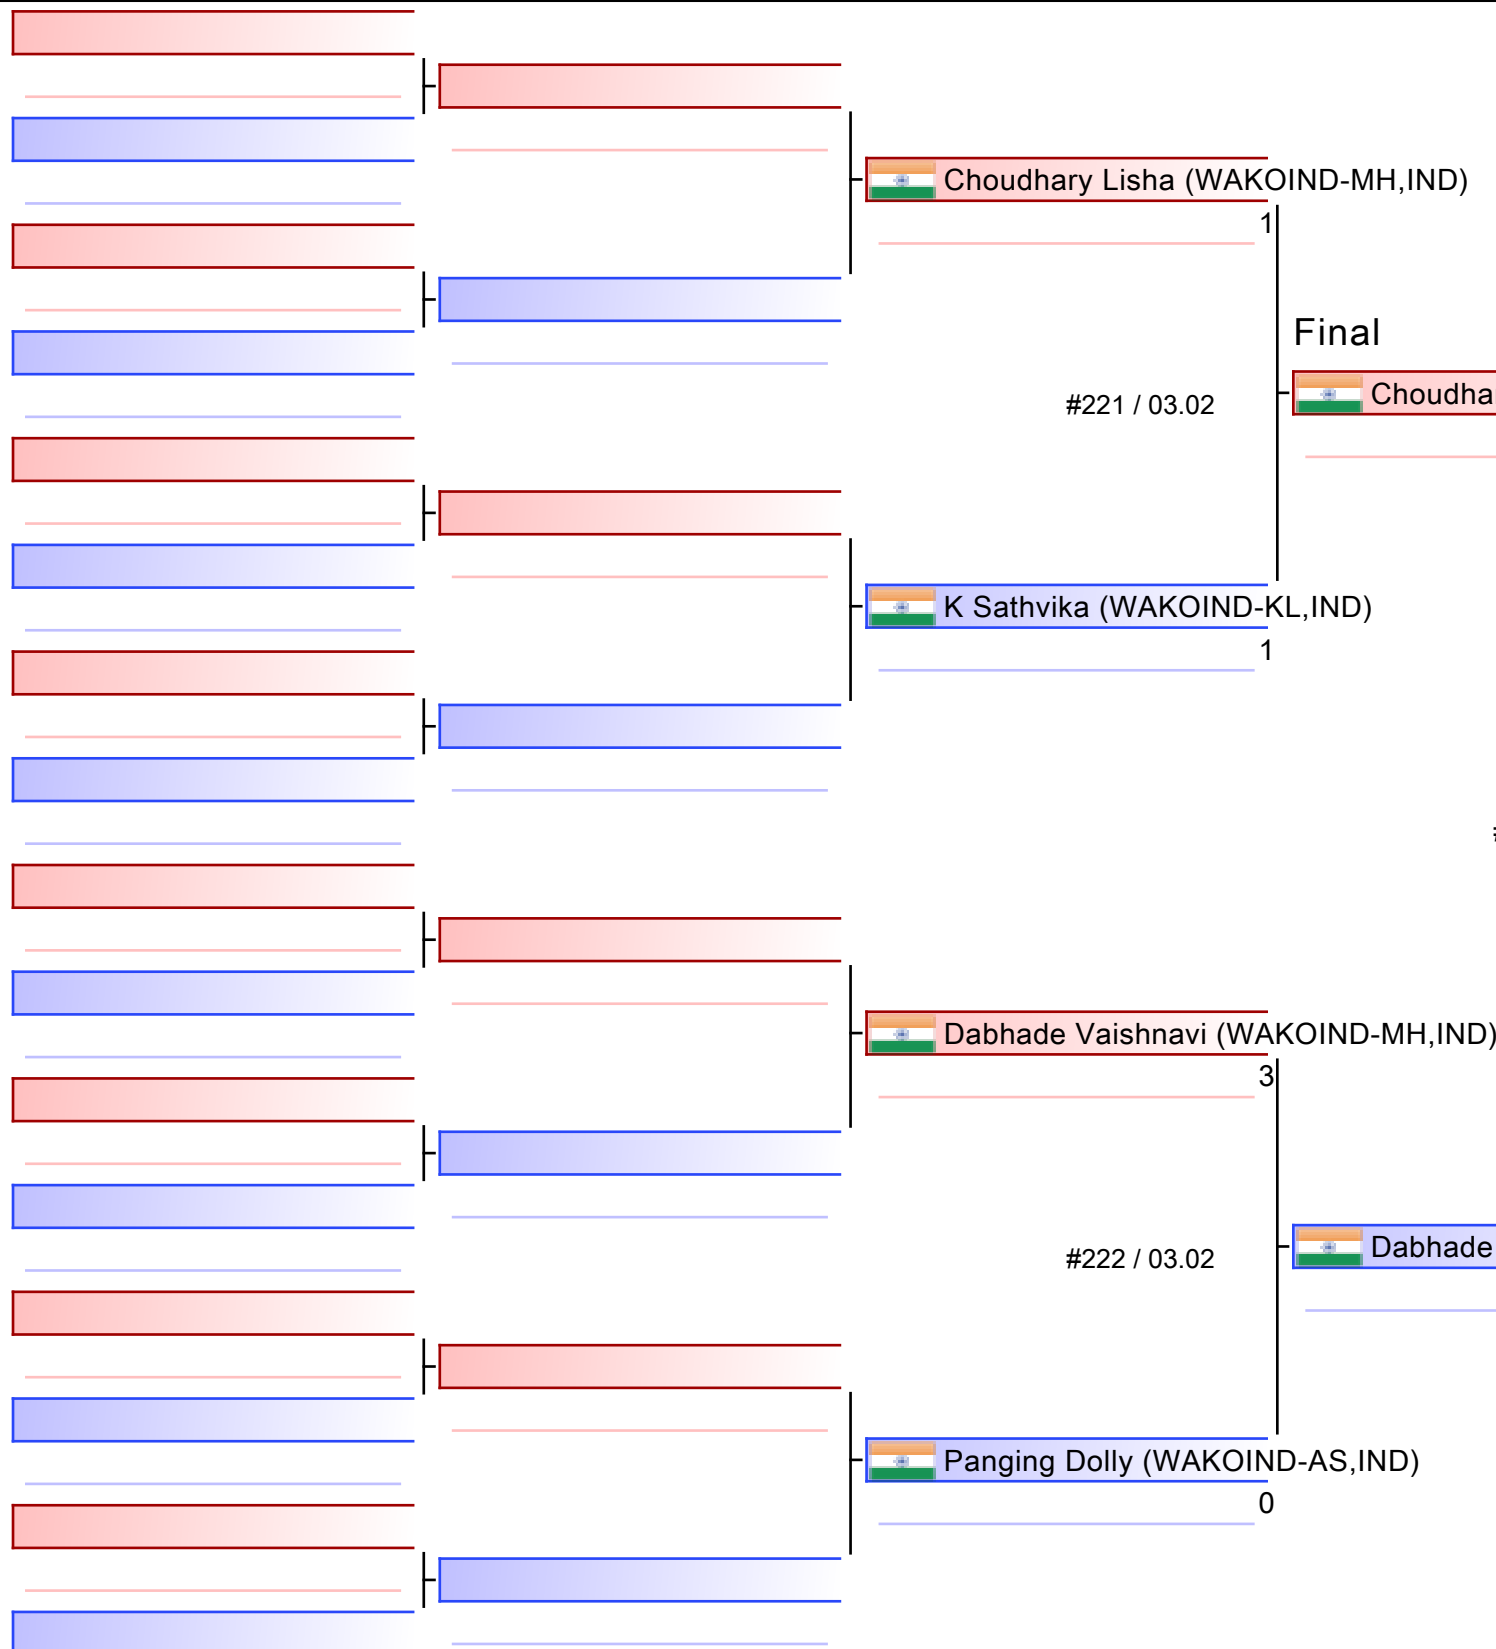 Choudhary Lisha (WAKOIND-MH,IND)
1
Final
#221 / 03.02
K Sathvika (WAKOIND-KL,IND)
1
Dabhade Vaishnavi (WAKOIND-MH,IND)
3
#222 / 03.02
Dabhade
Panging Dolly (WAKOIND-AS,IND)
0